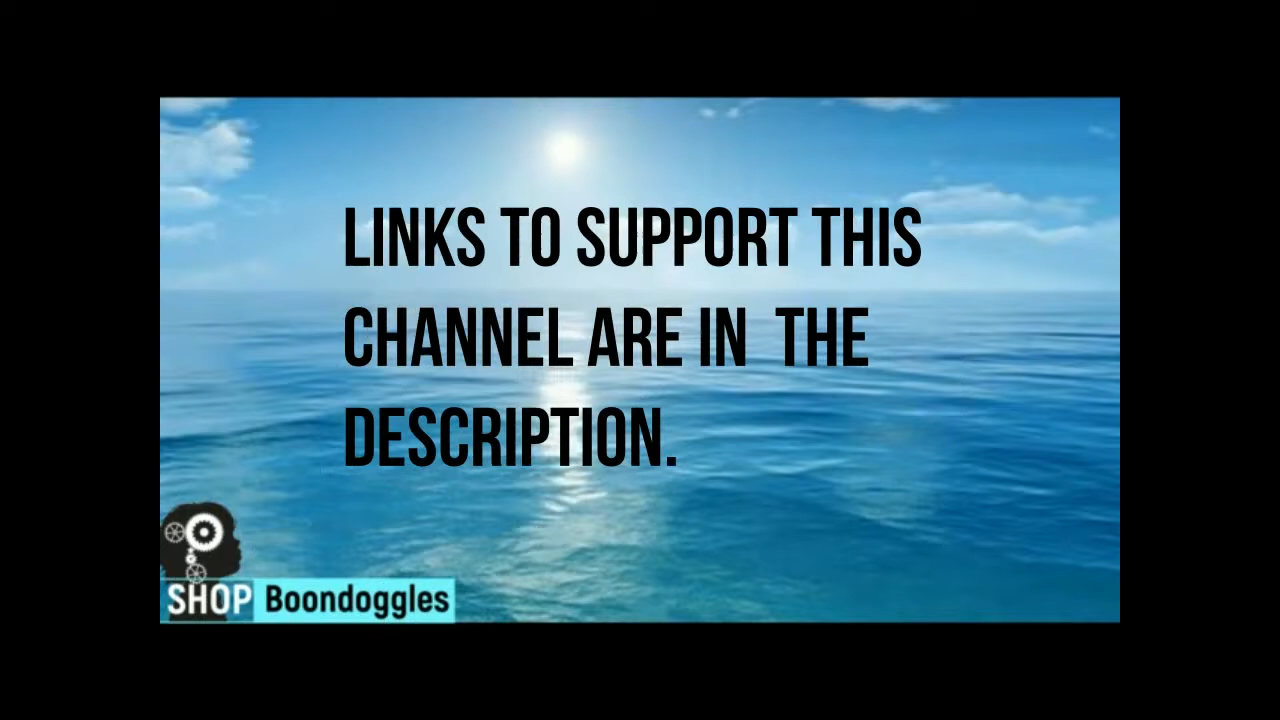 LINKS TO SUPPORT THIS
CHANNEL ARE IN THE
DESCRIPTION.
SHOP Boondoggles